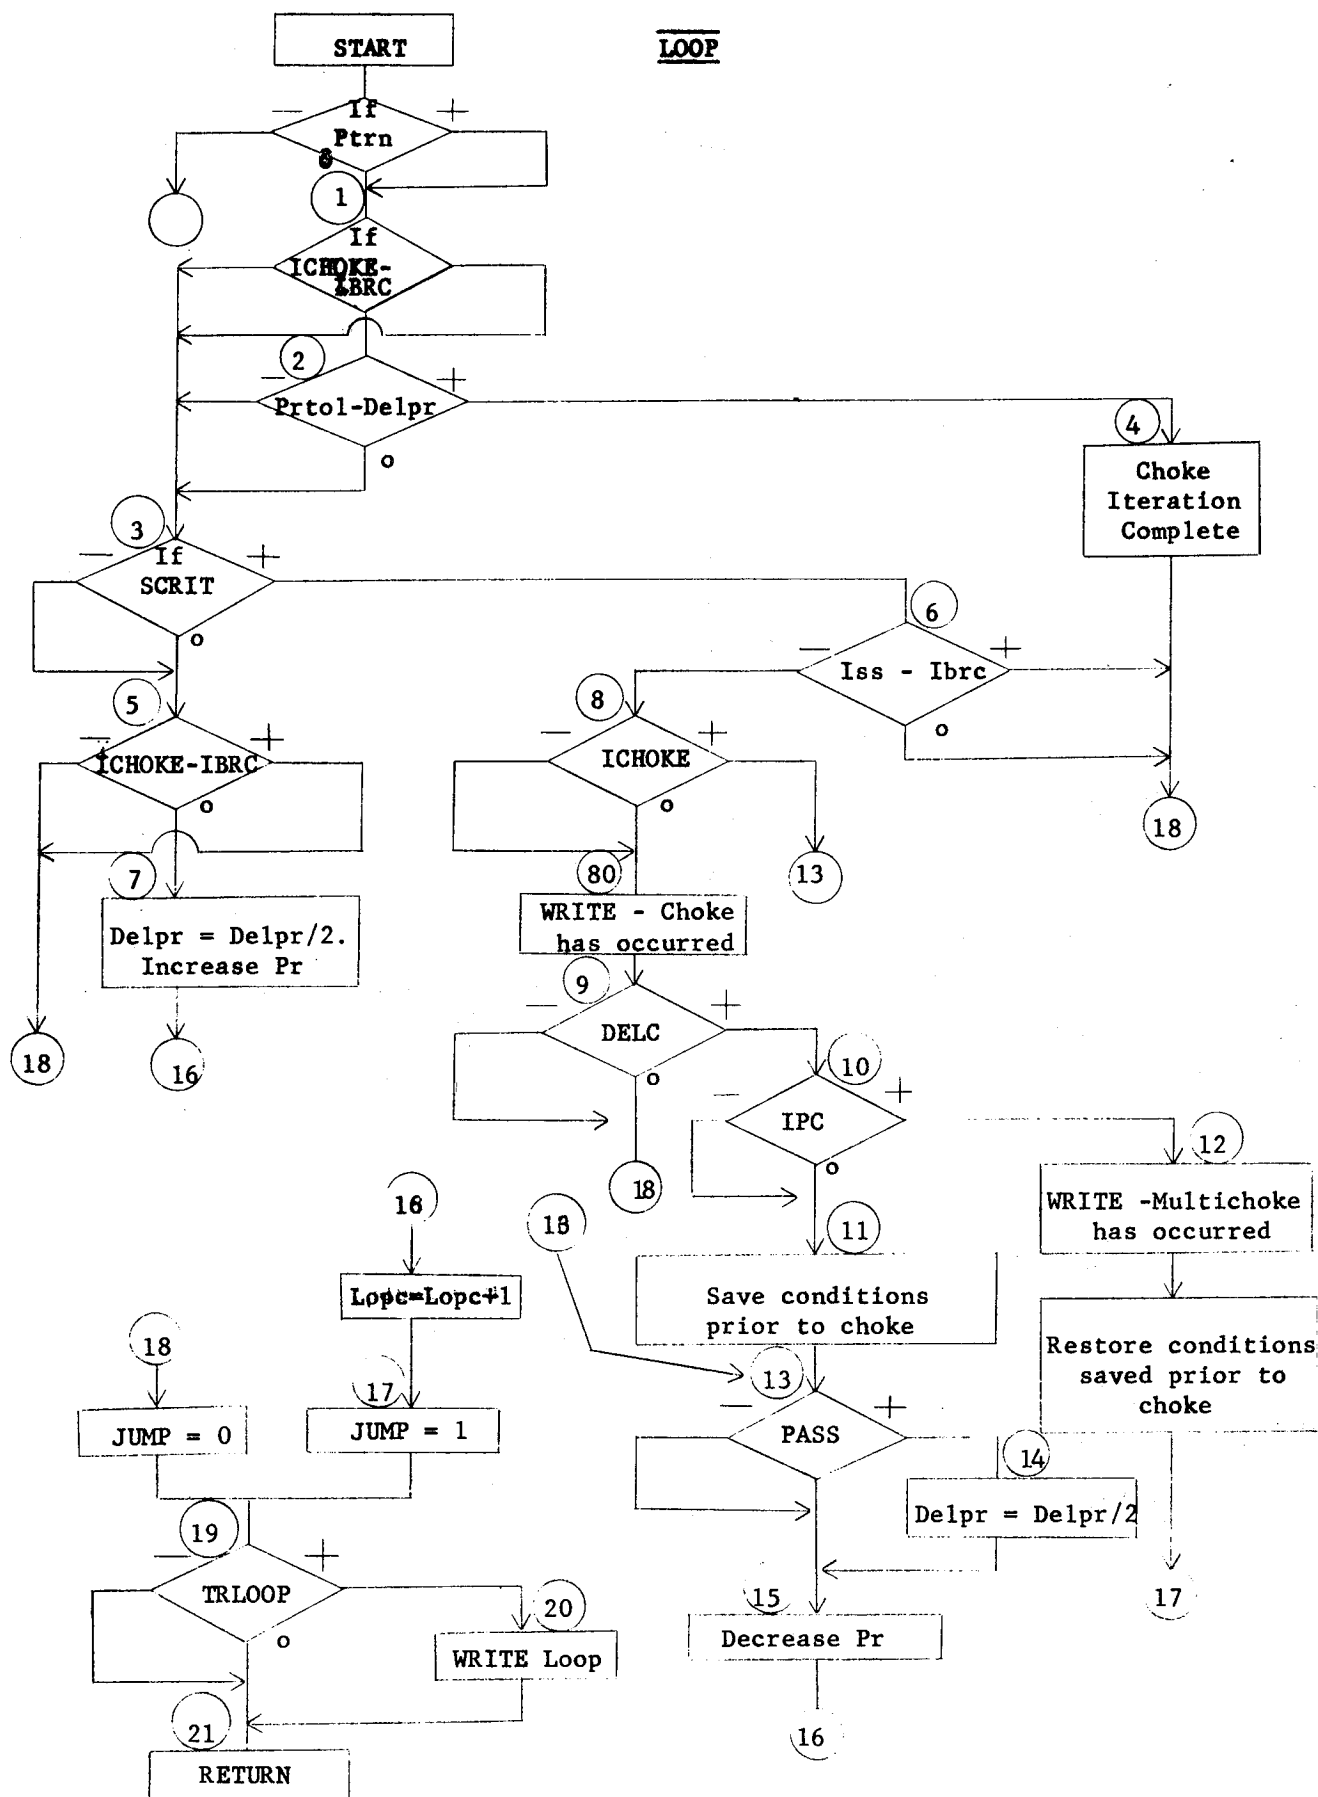 LOOP
START
− +
If
Ptrn
1
If
ICHOKE-
IBRC
2
− +
Prtol-Delpr
o
4
Choke
Iteration
Complete
3
− +
If
SCRIT
o
6
− +
Iss - Ibrc
o
18
5
− +
ICHOKE-IBRC
o
7
Delpr = Delpr/2.
Increase Pr
18
16
8
− +
ICHOKE
o
13
80
WRITE - Choke
has occurred
9
− +
DELC
o
18
10
− +
IPC
o
12
WRITE -Multichoke
has occurred
Restore conditions
saved prior to
choke
17
11
Save conditions
prior to choke
13
− +
PASS
14
Delpr = Delpr/2
15
Decrease Pr
16
Lopc=Lopc+1
18
JUMP = 0
17
JUMP = 1
19
− +
TRLOOP
o
20
WRITE Loop
21
RETURN